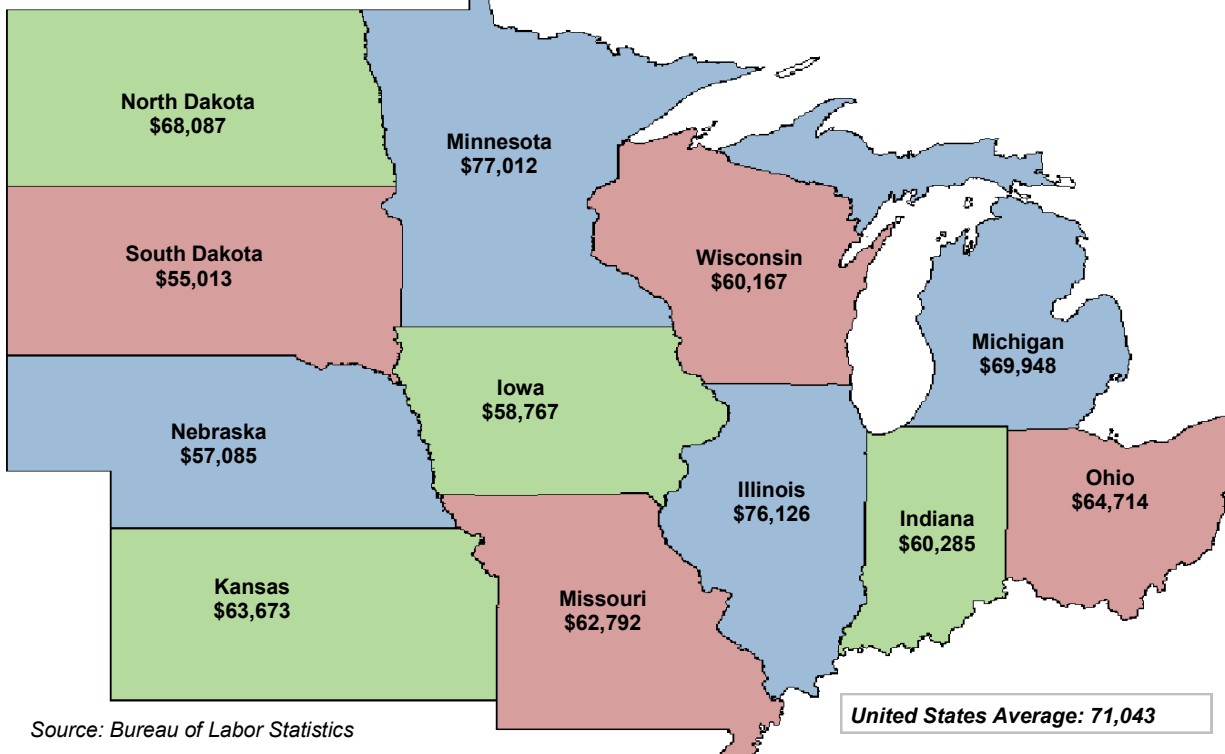 North Dakota
$68,087
Minnesota
$77,012
South Dakota
$55,013
Wisconsin
$60,167
Michigan
$69,948
Iowa
$58,767
Nebraska
$57,085
Illinois
$76,126
Ohio
$64,714
Indiana
$60,285
Kansas
$63,673
Missouri
$62,792
Source: Bureau of Labor Statistics
United States Average: 71,043